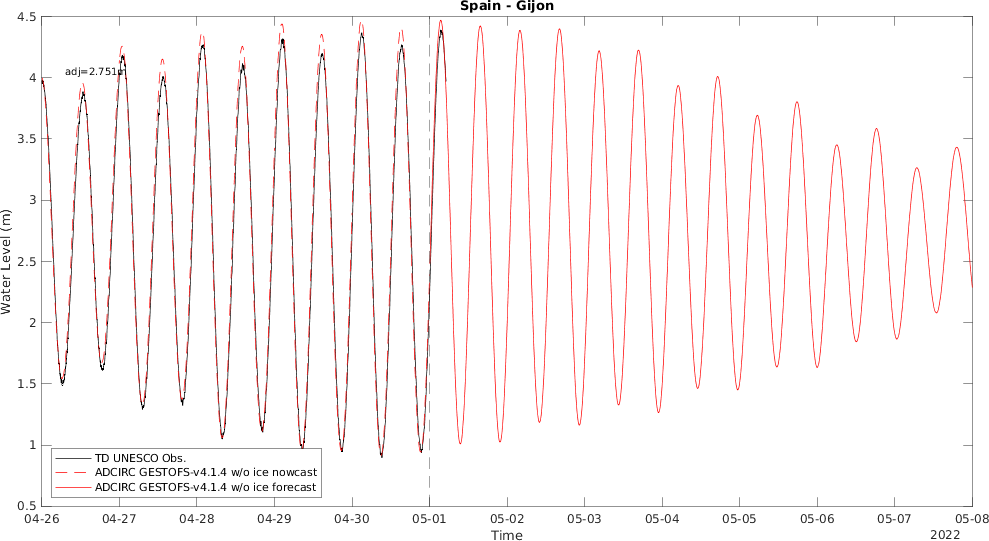 Spain - Gijon
4.5
4
3.5
3
2.5
2
1.5
1
0.5
Water Level (m)
adj=2.751m
TD UNESCO Obs.
ADCIRC GESTOFS-v4.1.4 w/o ice nowcast
ADCIRC GESTOFS-v4.1.4 w/o ice forecast
04-26 04-27 04-28 04-29 04-30 05-01 05-02 05-03 05-04 05-05 05-06 05-07 05-08
Time
2022